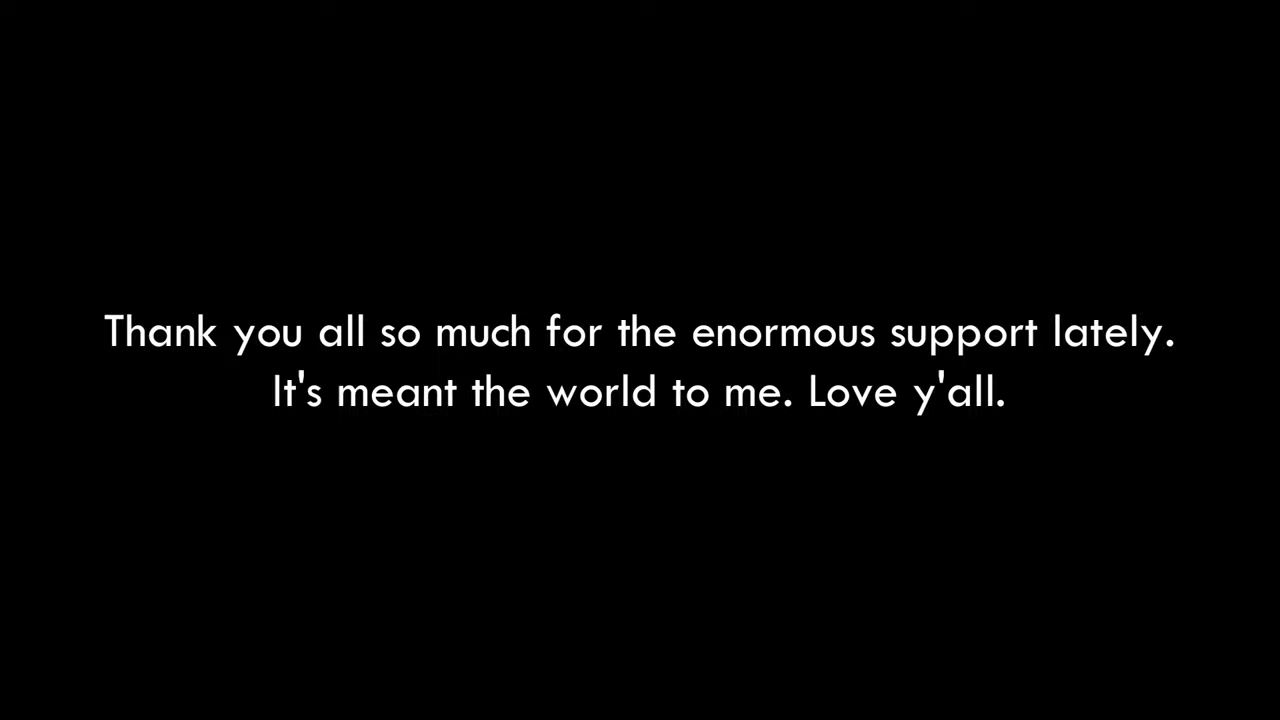 Thank you all so much for the enormous support lately.
It's meant the world to me. Love y'all.